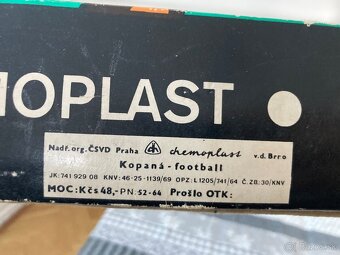 MOPLAST
Nadř. org. ČSVD Praha chemoplast v.d. Brno
Kopaná - football
JK: 741 929 08 KNV: 46-25-1139/69 OPZ: L1205/741/64 Č. ZB: 30/KNV
MOC: Kčs 48,- PN: 52-64 Prošlo OTK: